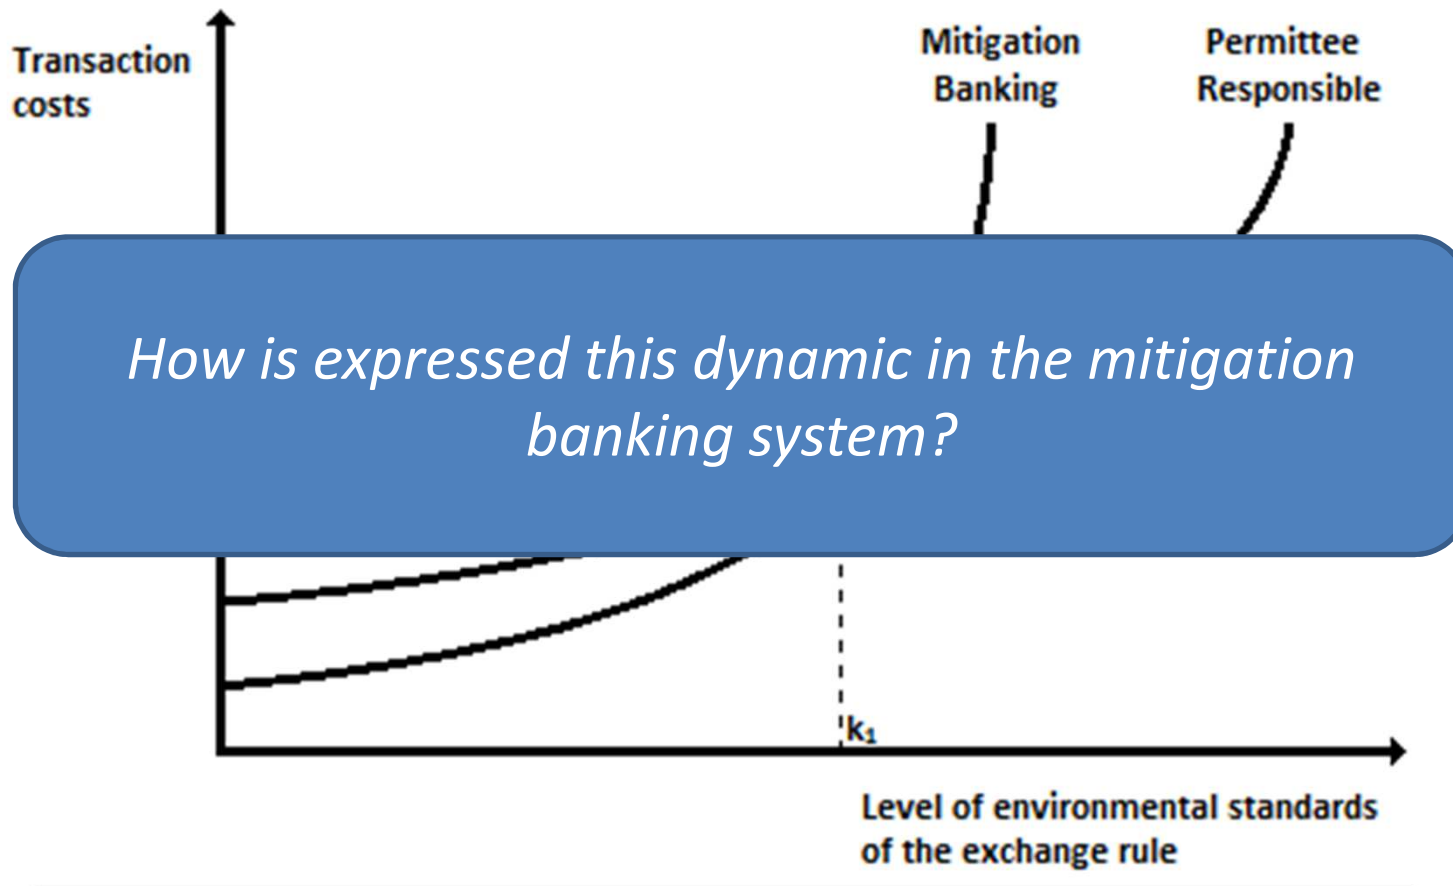 Transaction
costs
Mitigation
Banking
Permittee
Responsible
How is expressed this dynamic in the mitigation
banking system?
k₁
Level of environmental standards
of the exchange rule